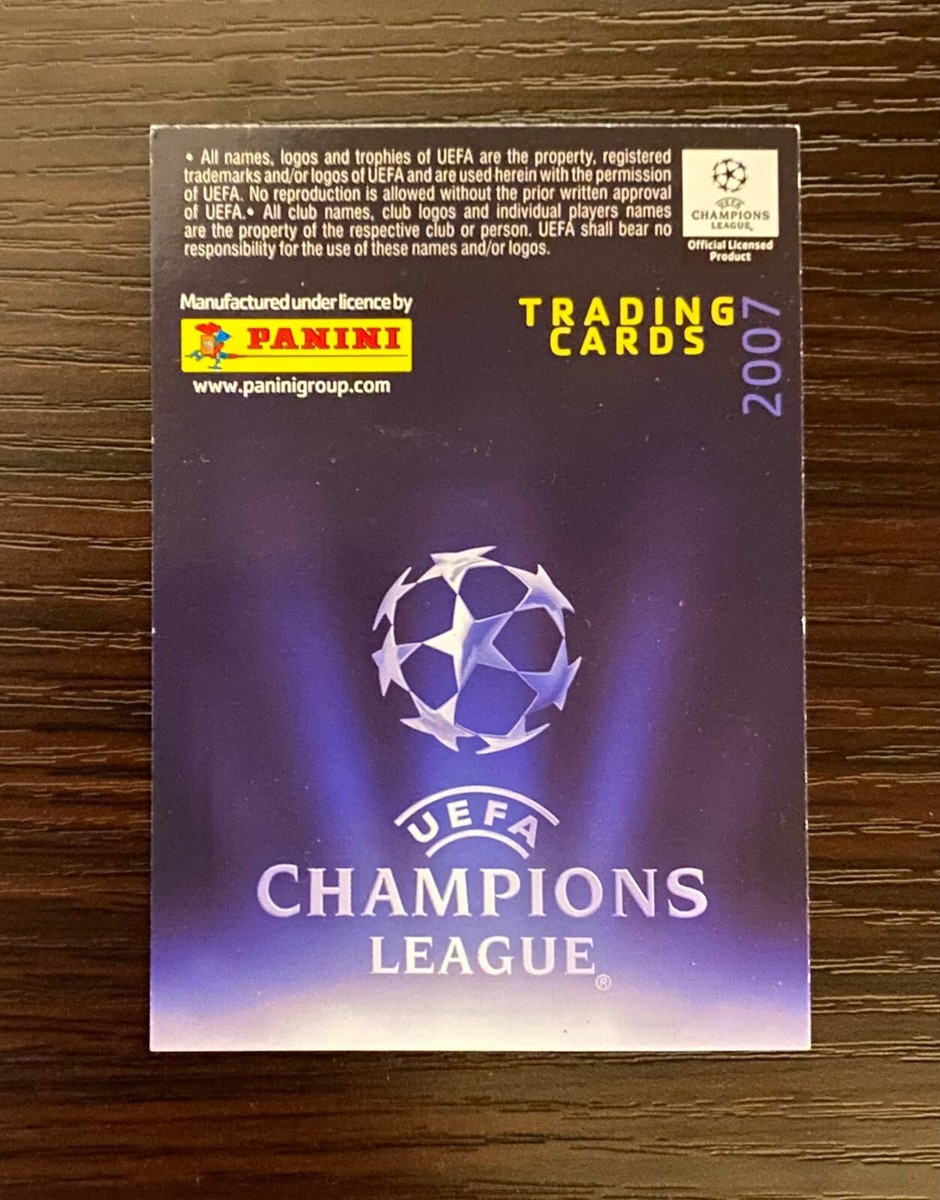 • All names, logos and trophies of UEFA are the property, registered
trademarks and/or logos of UEFA and are used herein with the permission
of UEFA. No reproduction is allowed without the prior written approval
of UEFA.• All club names, club logos and individual players names
are the property of the respective club or person. UEFA shall bear no
responsibility for the use of these names and/or logos.
UEFA
CHAMPIONS
LEAGUE®
Official Licensed
Product
Manufactured under licence by
PANINI
www.paninigroup.com
TRADING
CARDS
2007
UEFA
CHAMPIONS
LEAGUE®